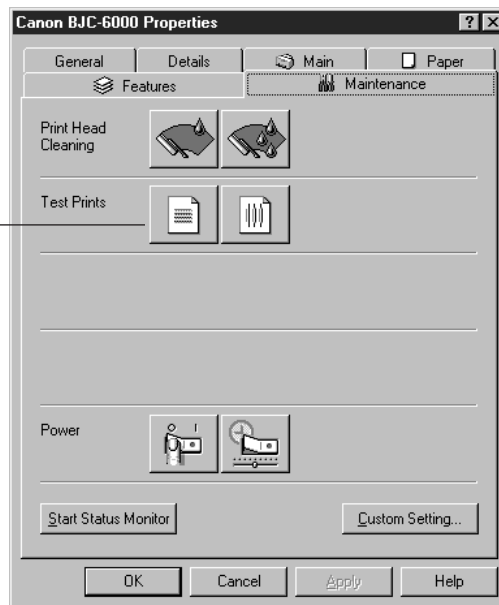 Canon BJC-6000 Properties
General Details Main Paper
Features Maintenance
Print Head
Cleaning
Test Prints
Power
Start Status Monitor Custom Setting...
OK Cancel Apply Help